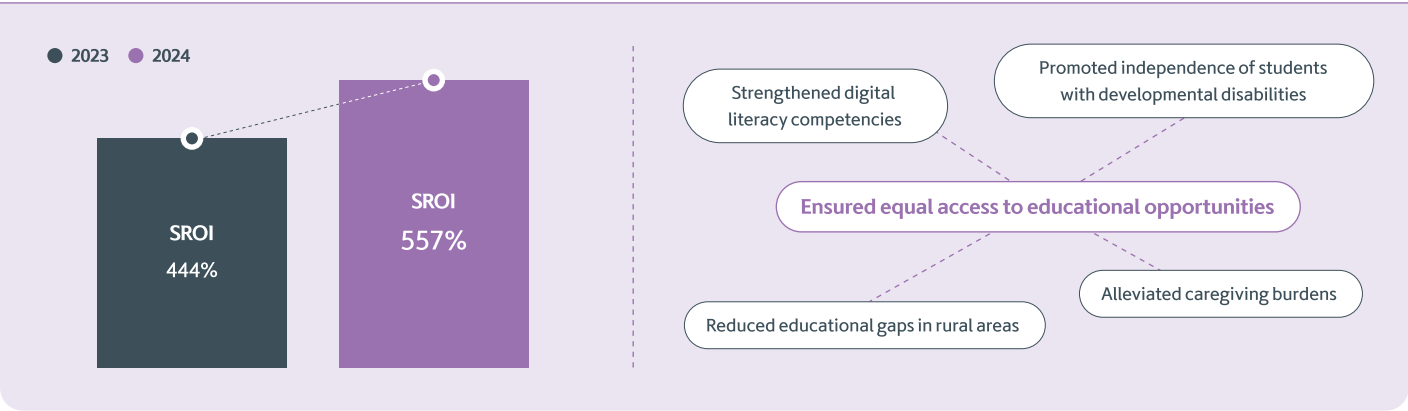 2023
2024
SROI
444%
SROI
557%
Strengthened digital
literacy competencies
Promoted independence of students
with developmental disabilities
Ensured equal access to educational opportunities
Reduced educational gaps in rural areas
Alleviated caregiving burdens